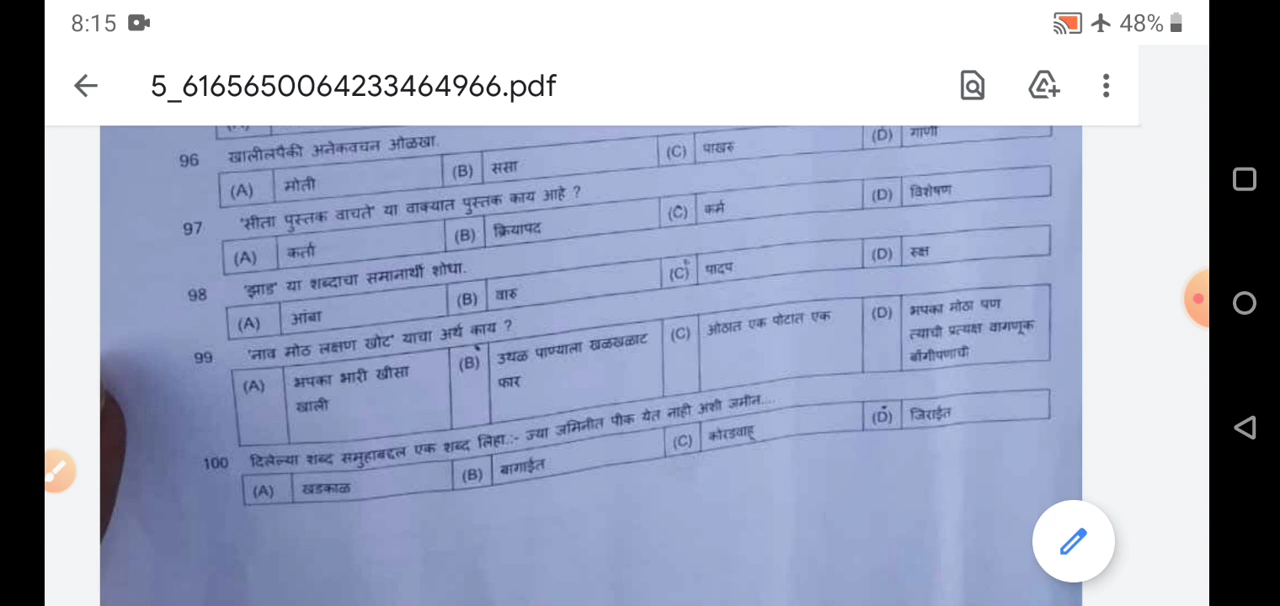 8:15 48%
5_6165650064233464966.pdf
96 खालीलपैकी अनेकवचन ओळखा.
(A) मोती (B) ससा (C) पाखरु (D) गाणी
97 'सीता पुस्तक वाचते' या वाक्यात पुस्तक काय आहे ?
(A) कर्ता (B) क्रियापद (C) कर्म (D) विशेषण
98 'झाड' या शब्दाचा समानार्थी शोधा.
(A) आंबा (B) वारु (C) पादप (D) रुक्ष
99 'नाव मोठ लक्षण खोट' याचा अर्थ काय ?
(A) भपका भारी खीसा खाली (B) उथळ पाण्याला खळखळाट फार (C) ओठात एक पोटात एक (D) भपका मोठा पण त्याची प्रत्यक्ष वागणूक बोंगीपणाची
100 दिलेल्या शब्द समुहाबद्दल एक शब्द लिहा.:- ज्या जमिनीत पीक येत नाही अशी जमीन....
(A) खडकाळ (B) बागाईत (C) कोरडवाहू (D) जिराईत